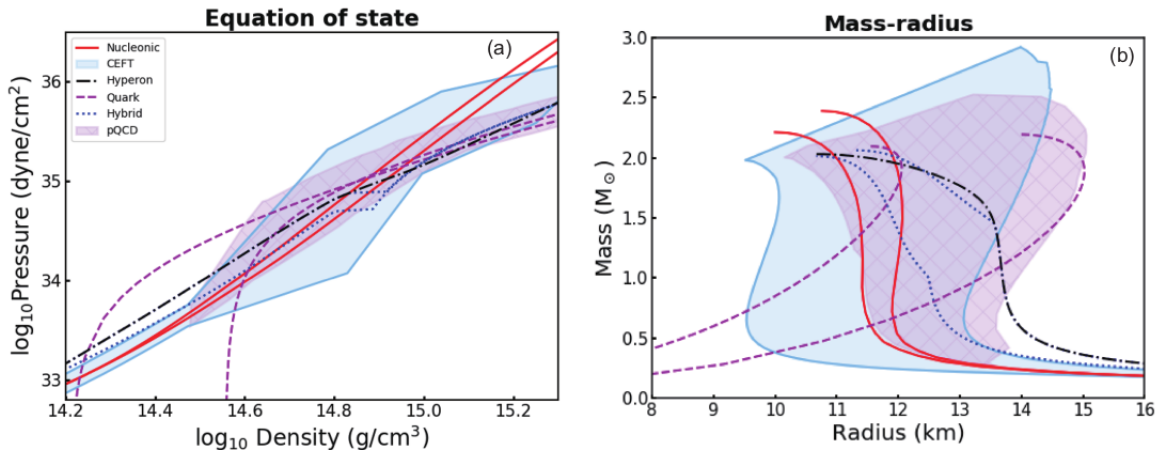 Equation of state
(a)
Nucleonic
CEFT
Hyperon
Quark
Hybrid
pQCD
log₁₀Pressure (dyne/cm²)
36
35
34
33
14.2 14.4 14.6 14.8 15.0 15.2
log₁₀ Density (g/cm³)
Mass-radius
(b)
Mass (M⊙)
3.0
2.5
2.0
1.5
1.0
0.5
0.0
8 9 10 11 12 13 14 15 16
Radius (km)